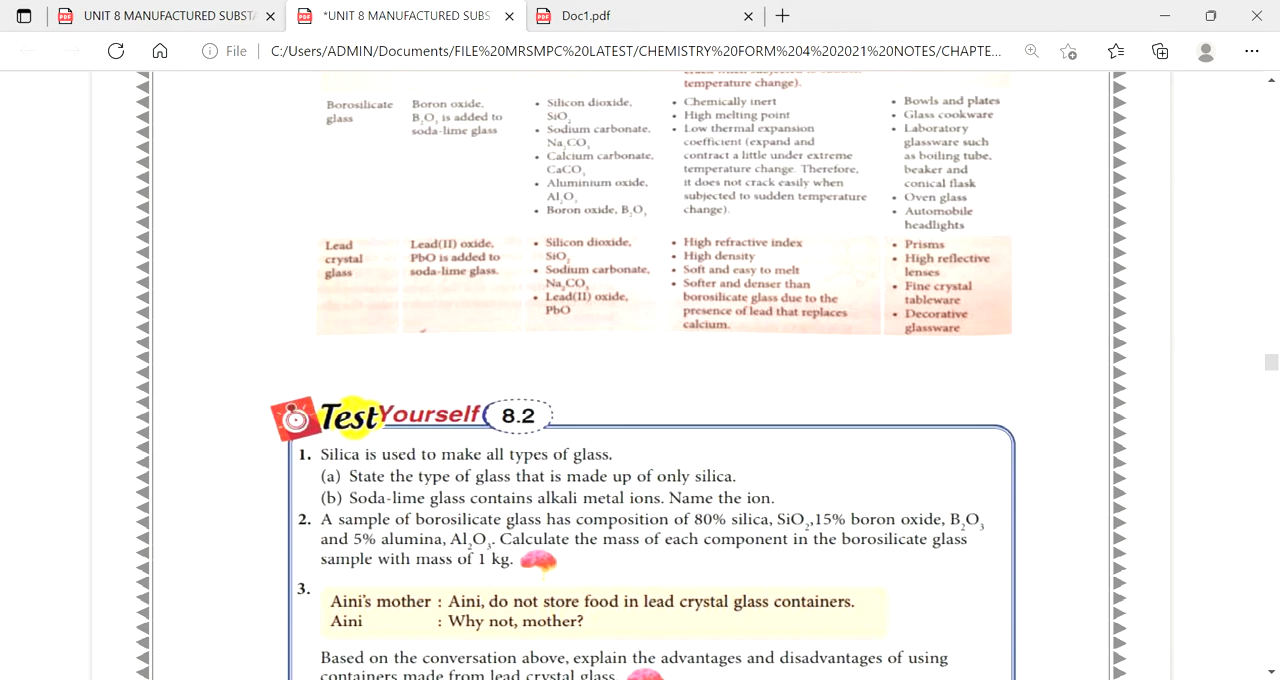 UNIT 8 MANUFACTURED SUBSTA
*UNIT 8 MANUFACTURED SUBS
Doc1.pdf
File
C:/Users/ADMIN/Documents/FILE%20MRSMPC%20LATEST/CHEMISTRY%20FORM%204%202021%20NOTES/CHAPTE...
temperature change).
Borosilicate
glass
Boron oxide,
B₂O₃ is added to
soda-lime glass
• Silicon dioxide,
SiO₂
• Sodium carbonate,
Na₂CO₃
• Calcium carbonate,
CaCO₃
• Aluminium oxide,
Al₂O₃
• Boron oxide, B₂O₃
• Chemically inert
• High melting point
• Low thermal expansion
coefficient (expand and
contract a little under extreme
temperature change. Therefore,
it does not crack easily when
subjected to sudden temperature
change).
• Bowls and plates
• Glass cookware
• Laboratory
glassware such
as boiling tube,
beaker and
conical flask
• Oven glass
• Automobile
headlights
Lead
crystal
glass
Lead(II) oxide,
PbO is added to
soda-lime glass.
• Silicon dioxide,
SiO₂
• Sodium carbonate,
Na₂CO₃
• Lead(II) oxide,
PbO
• High refractive index
• High density
• Soft and easy to melt
• Softer and denser than
borosilicate glass due to the
presence of lead that replaces
calcium.
• Prisms
• High reflective
lenses
• Fine crystal
tableware
• Decorative
glassware
Test Yourself 8.2
1. Silica is used to make all types of glass.
(a) State the type of glass that is made up of only silica.
(b) Soda-lime glass contains alkali metal ions. Name the ion.
2. A sample of borosilicate glass has composition of 80% silica, SiO₂,15% boron oxide, B₂O₃
and 5% alumina, Al₂O₃. Calculate the mass of each component in the borosilicate glass
sample with mass of 1 kg.
3.
Aini's mother : Aini, do not store food in lead crystal glass containers.
Aini : Why not, mother?
Based on the conversation above, explain the advantages and disadvantages of using
containers made from lead crystal glass.